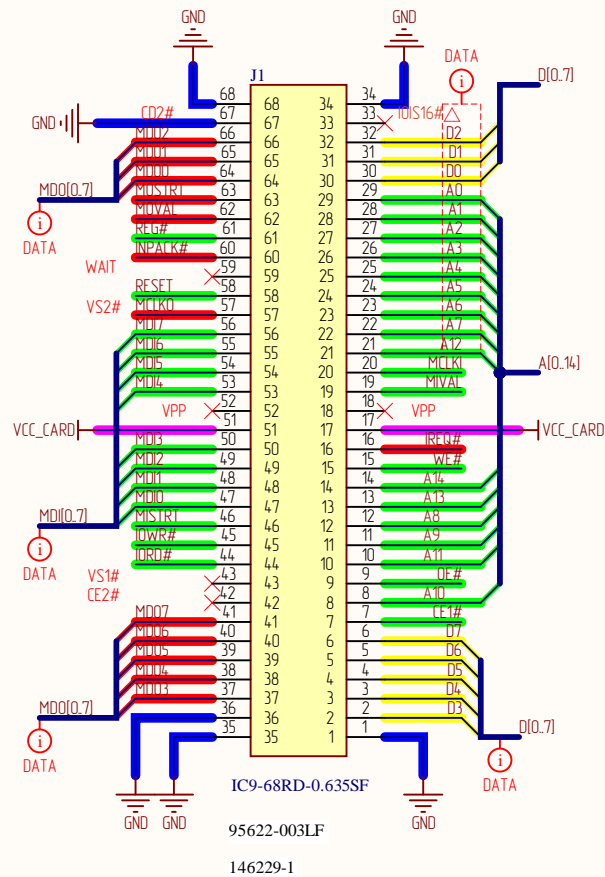 GND
GND
J1
DATA
D[0..7]
68 68 34 34
CD2# GND 67 67 33 33 IOIS16#
MDO2 66 66 32 32 D2
MDO1 65 65 31 31 D1
MDO0 64 64 30 30 D0
MOSTRT 63 63 29 29 A0
MDO[0..7]
MOVAL 62 62 28 28 A1
REG# 61 61 27 27 A2
DATA
INPACK# 60 60 26 26 A3
WAIT 59 59 25 25 A4
RESET 58 58 24 24 A5
VS2# MCLKO 57 57 23 23 A6
MDI7 56 56 22 22 A7
MDI6 55 55 21 21 A12
MDI5 54 54 20 20 MCLKI A[0..14]
MDI4 53 53 19 19 MIVAL
VPP 52 52 18 18 VPP
VCC_CARD 51 51 17 17 VCC_CARD
MDI3 50 50 16 16 IREQ#
MDI2 49 49 15 15 WE#
MDI1 48 48 14 14 A14
MDI0 47 47 13 13 A13
MDI[0..7] MISTRT 46 46 12 12 A8
IOWR# 45 45 11 11 A9
IORD# 44 44 10 10 A11
DATA
VS1# 43 43 9 9 OE#
CE2# 42 42 8 8 A10
MDO7 41 41 7 7 CE1#
MDO6 40 40 6 6 D7
MDO5 39 39 5 5 D6
MDO4 38 38 4 4 D5
MDO3 37 37 3 3 D4
MDO[0..7] 36 36 2 2 D3
35 35 1 1 D[0..7]
DATA
DATA
IC9-68RD-0.635SF
GND GND GND
95622-003LF
146229-1